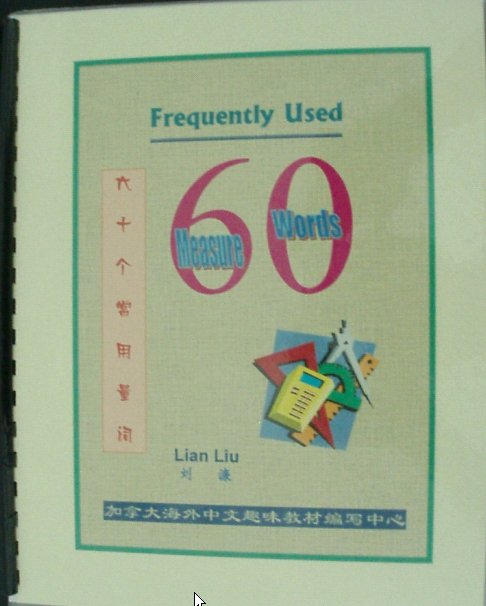 Frequently Used
60
Measure Words
六十个常用量词
Lian Liu
刘 濂
加拿大海外中文趣味教材编写中心